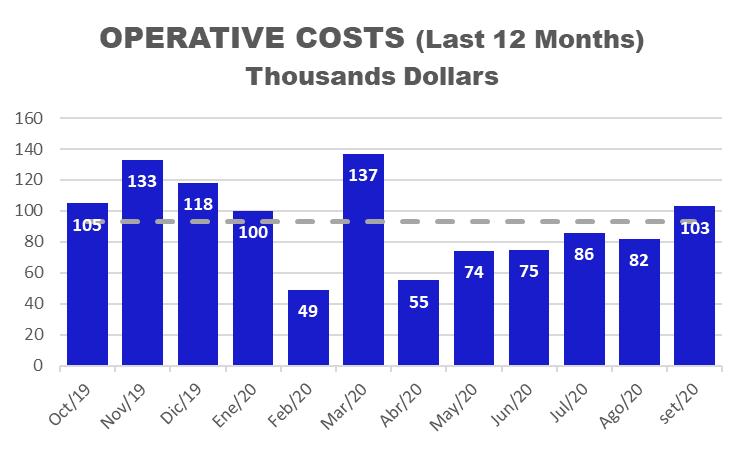 OPERATIVE COSTS (Last 12 Months)
Thousands Dollars
160
140
120
100
80
60
40
20
0
105
133
118
100
49
137
55
74
75
86
82
103
Oct/19
Nov/19
Dic/19
Ene/20
Feb/20
Mar/20
Abr/20
May/20
Jun/20
Jul/20
Ago/20
set/20